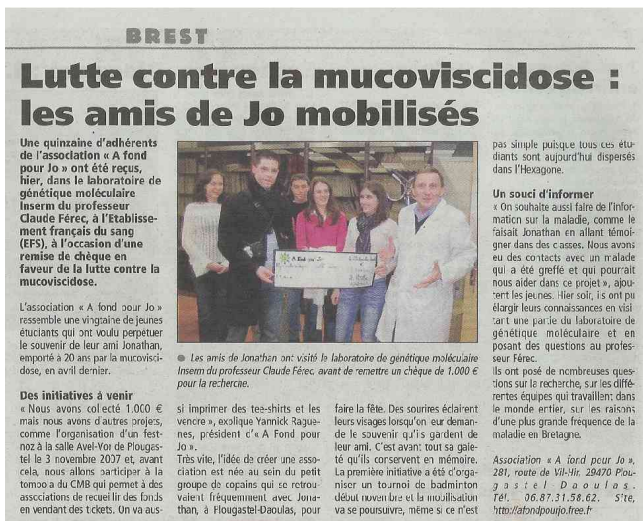 BREST
Lutte contre la mucoviscidose :
les amis de Jo mobilisés
Une quinzaine d'adhérents
de l'association « A fond
pour Jo » ont été reçus,
hier, dans le laboratoire de
génétique moléculaire
Inserm du professeur
Claude Férec, à l'Etablisse-
ment français du sang
(EFS), à l'occasion d'une
remise de chèque en
faveur de la lutte contre la
mucoviscidose.
L'association « A fond pour Jo »
rassemble une vingtaine de jeunes
étudiants qui ont voulu perpétuer
le souvenir de leur ami Jonathan,
emporté à 20 ans par la mucovisci-
dose, en avril dernier.
Des initiatives à venir
« Nous avons collecté 1.000 €
mais nous avons d'autres projets,
comme l'organisation d'un fest-
noz à la salle Avel-Vor de Plougas-
tel le 3 novembre 2007 et, avant
cela, nous allons participer à la
tombola du CMB qui permet à des
associations de recueillir des fonds
en vendant des tickets. On va aus-
A Fond pour Jo
● Les amis de Jonathan ont visité le laboratoire de génétique moléculaire
Inserm du professeur Claude Férec, avant de remettre un chèque de 1.000 €
pour la recherche.
si imprimer des tee-shirts et les
vendre », explique Yannick Rague-
nes, président d'« A Fond pour
Jo ».
Très vite, l'idée de créer une asso-
ciation est née au sein du petit
groupe de copains qui se retrou-
vaient fréquemment avec Jona-
than, à Plougastel-Daoulas, pour
faire la fête. Des sourires éclairent
leurs visages lorsqu'on leur deman-
de le souvenir qu'ils gardent de
leur ami. C'est avant tout sa gaie-
té qu'ils conservent en mémoire.
La première initiative a été d'orga-
niser un tournoi de badminton
début novembre et la mobilisation
va se poursuivre, même si ce n'est
pas simple puisque tous ces étu-
diants sont aujourd'hui dispersés
dans l'Hexagone.
Un souci d'informer
« On souhaite aussi faire de l'infor-
mation sur la maladie, comme le
faisait Jonathan en allant témoi-
gner dans des classes. Nous avons
eu des contacts avec un malade
qui a été greffé et qui pourrait
nous aider dans ce projet », ajou-
tent les jeunes. Hier soir, ils ont pu
élargir leurs connaissances en visi-
tant une partie du laboratoire de
génétique moléculaire et en
posant des questions au profes-
seur Férec.
Ils ont posé de nombreuses ques-
tions sur la recherche, sur les diffé-
rentes équipes qui travaillent dans
le monde entier, sur les raisons
d'une plus grande fréquence de la
maladie en Bretagne.
Association « A fond pour Jo »,
281, route de Vil-Hir. 29470 Plou-
gastel Daoulas.
Tél. 06.87.31.58.62. Site,
http://afondpourjo.free.fr